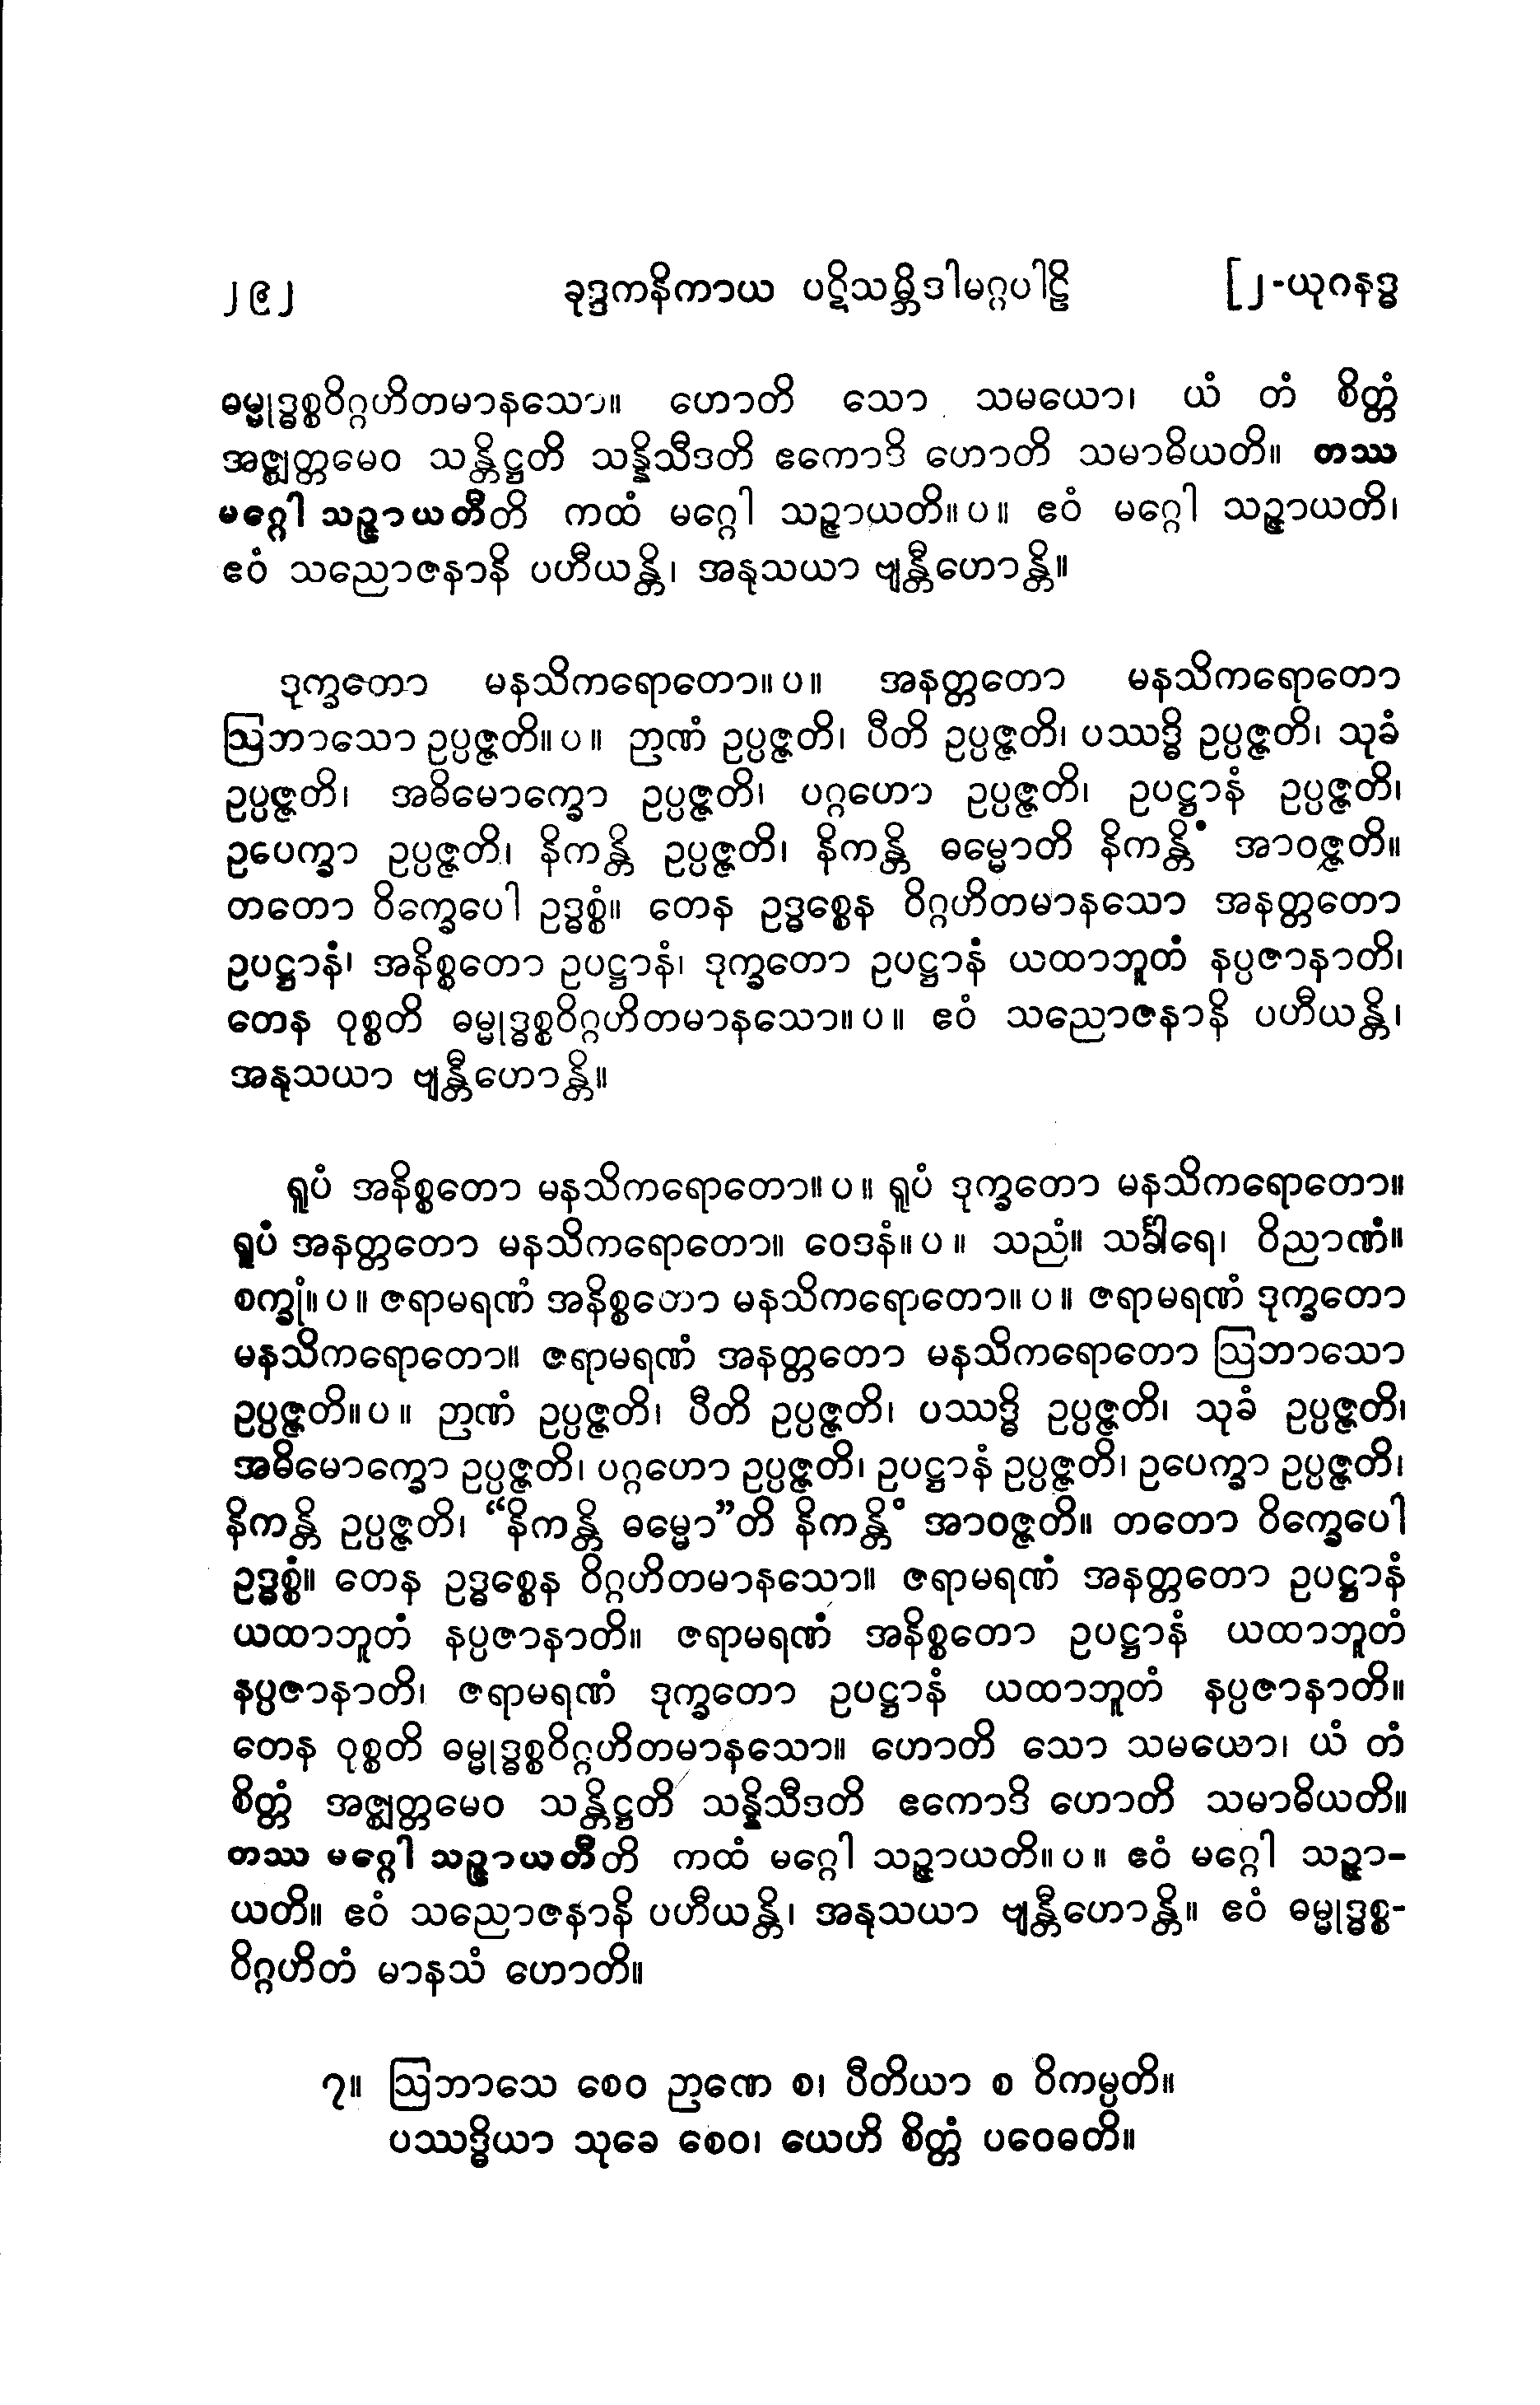 ၂၉၂ ခုဒ္ဒကနိကာယ ပဋိသမ္ဘိဒါမဂ္ဂပါဠိ [၂-ယုဂနဒ္ဓ
ဓမ္မုဒ္ဓစ္စဝိဂ္ဂဟိတမာနသော။ ဟောတိ သော သမယော၊ ယံ တံ စိတ္တံ
အဇ္ဈတ္တမေဝ သန္တိဋ္ဌတိ သန္နိသီဒတိ ဧကောဒိ ဟောတိ သမာဓိယတိ။ တဿ
မဂ္ဂေါ သဉ္ဇာယတီတိ ကထံ မဂ္ဂေါ သဉ္ဇာယတိ။ ပ။ ဧဝံ မဂ္ဂေါ သဉ္ဇာယတိ၊
ဧဝံ သညောဇနာနိ ပဟီယန္တိ၊ အနုသယာ ဗျန္တီဟောန္တိ။
ဒုက္ခတော မနသိကရောတော။ ပ။ အနတ္တတော မနသိကရောတော
ဩဘာသော ဥပ္ပဇ္ဇတိ။ ပ။ ဉာဏံ ဥပ္ပဇ္ဇတိ၊ ပီတိ ဥပ္ပဇ္ဇတိ၊ ပဿဒ္ဓိ ဥပ္ပဇ္ဇတိ၊ သုခံ
ဥပ္ပဇ္ဇတိ၊ အဓိမောက္ခော ဥပ္ပဇ္ဇတိ၊ ပဂ္ဂဟော ဥပ္ပဇ္ဇတိ၊ ဥပဋ္ဌာနံ ဥပ္ပဇ္ဇတိ၊
ဥပေက္ခာ ဥပ္ပဇ္ဇတိ၊ နိကန္တိ ဥပ္ပဇ္ဇတိ၊ နိကန္တိ ဓမ္မောတိ နိကန္တိံ အာဝဇ္ဇတိ။
တတော ဝိက္ခေပေါ ဥဒ္ဓစ္စံ။ တေန ဥဒ္ဓစ္စေန ဝိဂ္ဂဟိတမာနသော အနတ္တတော
ဥပဋ္ဌာနံ၊ အနိစ္စတော ဥပဋ္ဌာနံ၊ ဒုက္ခတော ဥပဋ္ဌာနံ ယထာဘူတံ နပ္ပဇာနာတိ၊
တေန ဝုစ္စတိ ဓမ္မုဒ္ဓစ္စဝိဂ္ဂဟိတမာနသော။ ပ။ ဧဝံ သညောဇနာနိ ပဟီယန္တိ၊
အနုသယာ ဗျန္တီဟောန္တိ။
ရူပံ အနိစ္စတော မနသိကရောတော။ ပ။ ရူပံ ဒုက္ခတော မနသိကရောတော။
ရူပံ အနတ္တတော မနသိကရောတော။ ဝေဒနံ။ ပ။ သညံ။ သင်္ခါရေ၊ ဝိညာဏံ။
စက္ခုံ။ ပ။ ဇရာမရဏံ အနိစ္စတော မနသိကရောတော။ ပ။ ဇရာမရဏံ ဒုက္ခတော
မနသိကရောတော။ ဇရာမရဏံ အနတ္တတော မနသိကရောတော ဩဘာသော
ဥပ္ပဇ္ဇတိ။ ပ။ ဉာဏံ ဥပ္ပဇ္ဇတိ၊ ပီတိ ဥပ္ပဇ္ဇတိ၊ ပဿဒ္ဓိ ဥပ္ပဇ္ဇတိ၊ သုခံ ဥပ္ပဇ္ဇတိ၊
အဓိမောက္ခော ဥပ္ပဇ္ဇတိ၊ ပဂ္ဂဟော ဥပ္ပဇ္ဇတိ၊ ဥပဋ္ဌာနံ ဥပ္ပဇ္ဇတိ၊ ဥပေက္ခာ ဥပ္ပဇ္ဇတိ၊
နိကန္တိ ဥပ္ပဇ္ဇတိ၊ “နိကန္တိ ဓမ္မော”တိ နိကန္တိံ အာဝဇ္ဇတိ။ တတော ဝိက္ခေပေါ
ဥဒ္ဓစ္စံ။ တေန ဥဒ္ဓစ္စေန ဝိဂ္ဂဟိတမာနသော။ ဇရာမရဏံ အနတ္တတော ဥပဋ္ဌာနံ
ယထာဘူတံ နပ္ပဇာနာတိ။ ဇရာမရဏံ အနိစ္စတော ဥပဋ္ဌာနံ ယထာဘူတံ
နပ္ပဇာနာတိ၊ ဇရာမရဏံ ဒုက္ခတော ဥပဋ္ဌာနံ ယထာဘူတံ နပ္ပဇာနာတိ။
တေန ဝုစ္စတိ ဓမ္မုဒ္ဓစ္စဝိဂ္ဂဟိတမာနသော။ ဟောတိ သော သမယော၊ ယံ တံ
စိတ္တံ အဇ္ဈတ္တမေဝ သန္တိဋ္ဌတိ သန္နိသီဒတိ ဧကောဒိ ဟောတိ သမာဓိယတိ။
တဿ မဂ္ဂေါ သဉ္ဇာယတီတိ ကထံ မဂ္ဂေါ သဉ္ဇာယတိ။ ပ။ ဧဝံ မဂ္ဂေါ သဉ္ဇာ-
ယတိ။ ဧဝံ သညောဇနာနိ ပဟီယန္တိ၊ အနုသယာ ဗျန္တီဟောန္တိ။ ဧဝံ ဓမ္မုဒ္ဓစ္စ-
ဝိဂ္ဂဟိတံ မာနသံ ဟောတိ။
၇။ ဩဘာသေ စေဝ ဉာဏေ စ၊ ပီတိယာ စ ဝိကမ္ပတိ။
ပဿဒ္ဓိယာ သုခေ စေဝ၊ ယေဟိ စိတ္တံ ပဝေဓတိ။